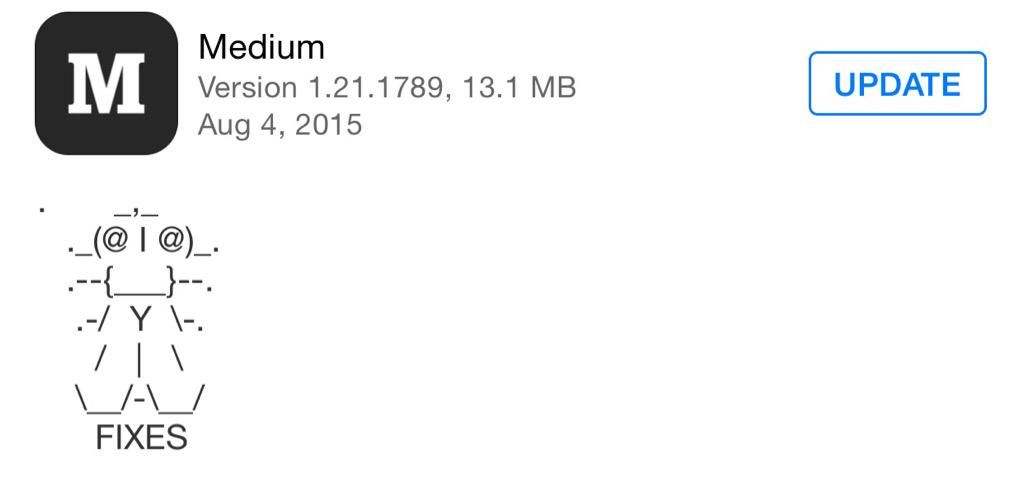 M
Medium
Version 1.21.1789, 13.1 MB
Aug 4, 2015
UPDATE
.        _,_
._(@ I @)_.
.--{___}--.
.-/  Y  \-.
/   |   \
\__/-\__/
FIXES